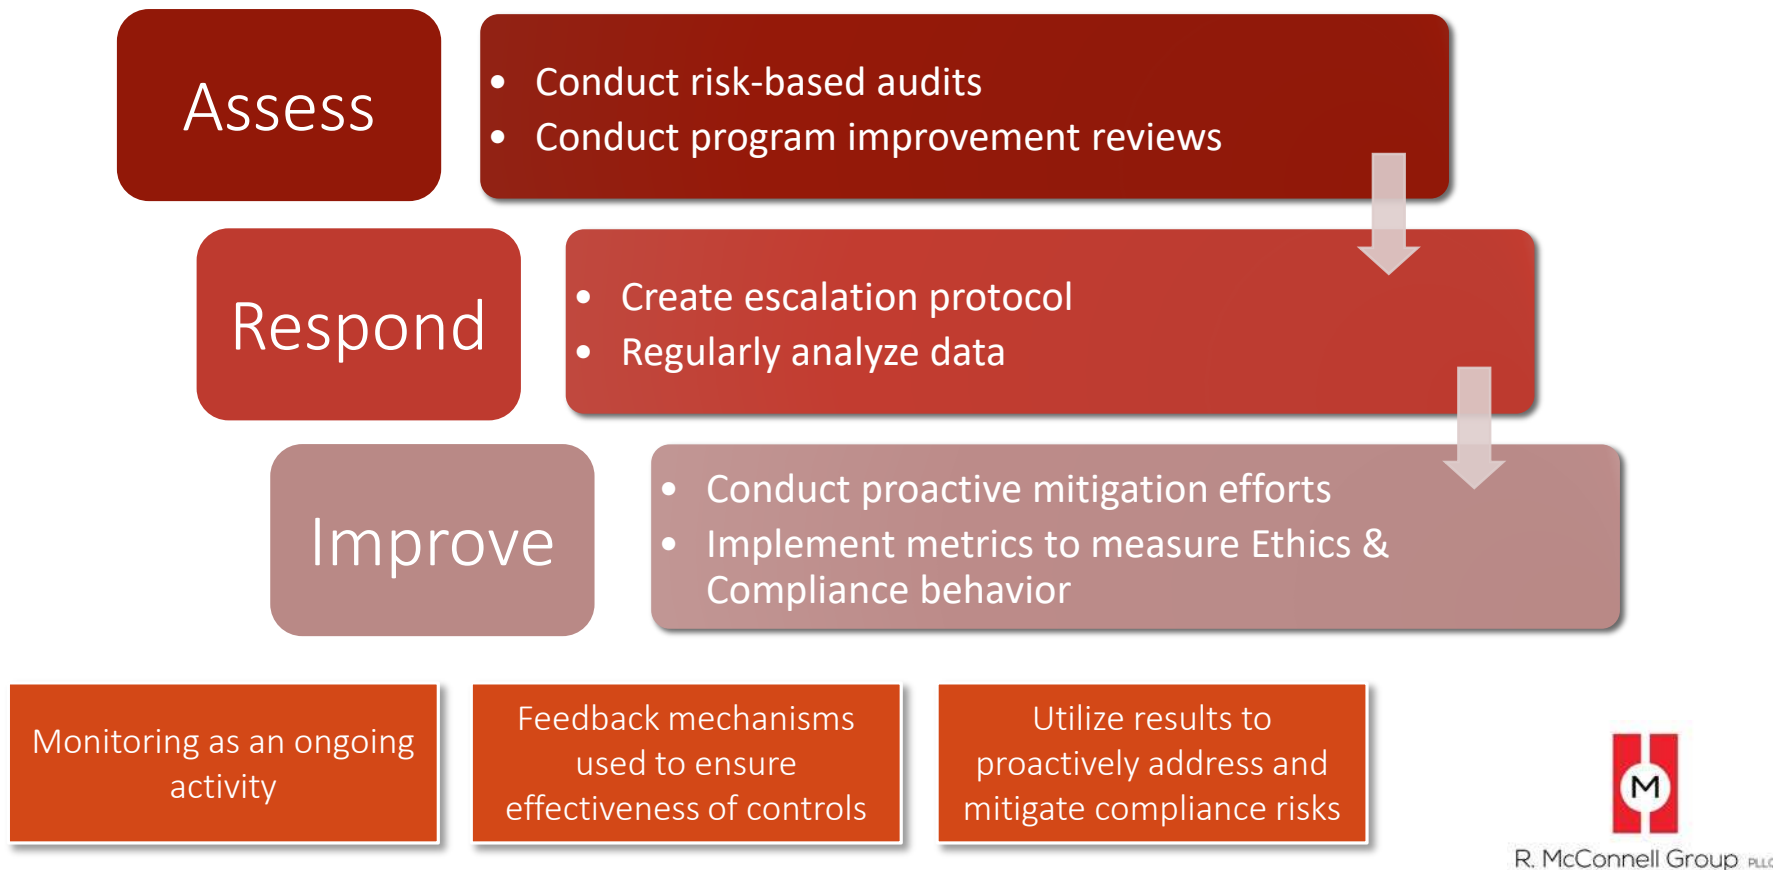 Assess
• Conduct risk-based audits
• Conduct program improvement reviews
Respond
• Create escalation protocol
• Regularly analyze data
Improve
• Conduct proactive mitigation efforts
• Implement metrics to measure Ethics &
Compliance behavior
Monitoring as an ongoing
activity
Feedback mechanisms
used to ensure
effectiveness of controls
Utilize results to
proactively address and
mitigate compliance risks
M
R. McConnell Group PLLC